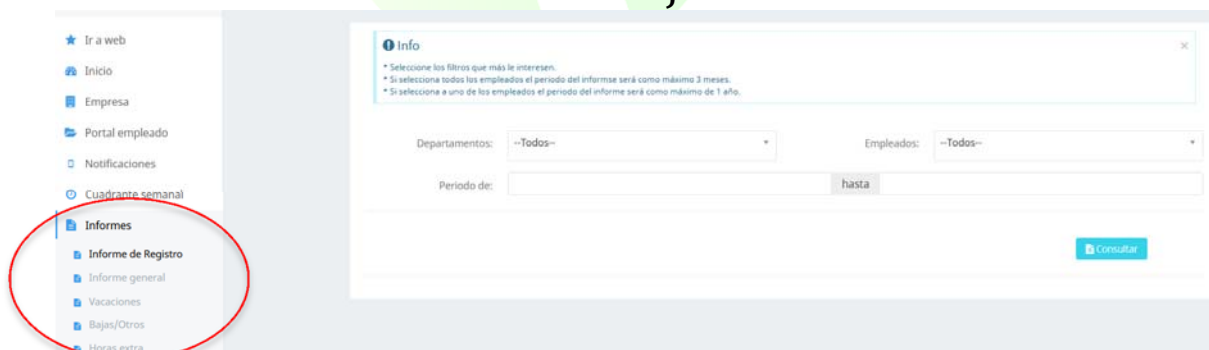 Ir a web
Inicio
Empresa
Portal empleado
Notificaciones
Cuadrante semanal
Informes
Informe de Registro
Informe general
Vacaciones
Bajas/Otros
Horas extra
Info
* Seleccione los filtros que más le interesen.
* Si selecciona todos los empleados el periodo del informse será como máximo 3 meses.
* Si selecciona a uno de los empleados el periodo del informe será como máximo de 1 año.
Departamentos: --Todos-- Empleados: --Todos--
Periodo de: hasta
Consultar